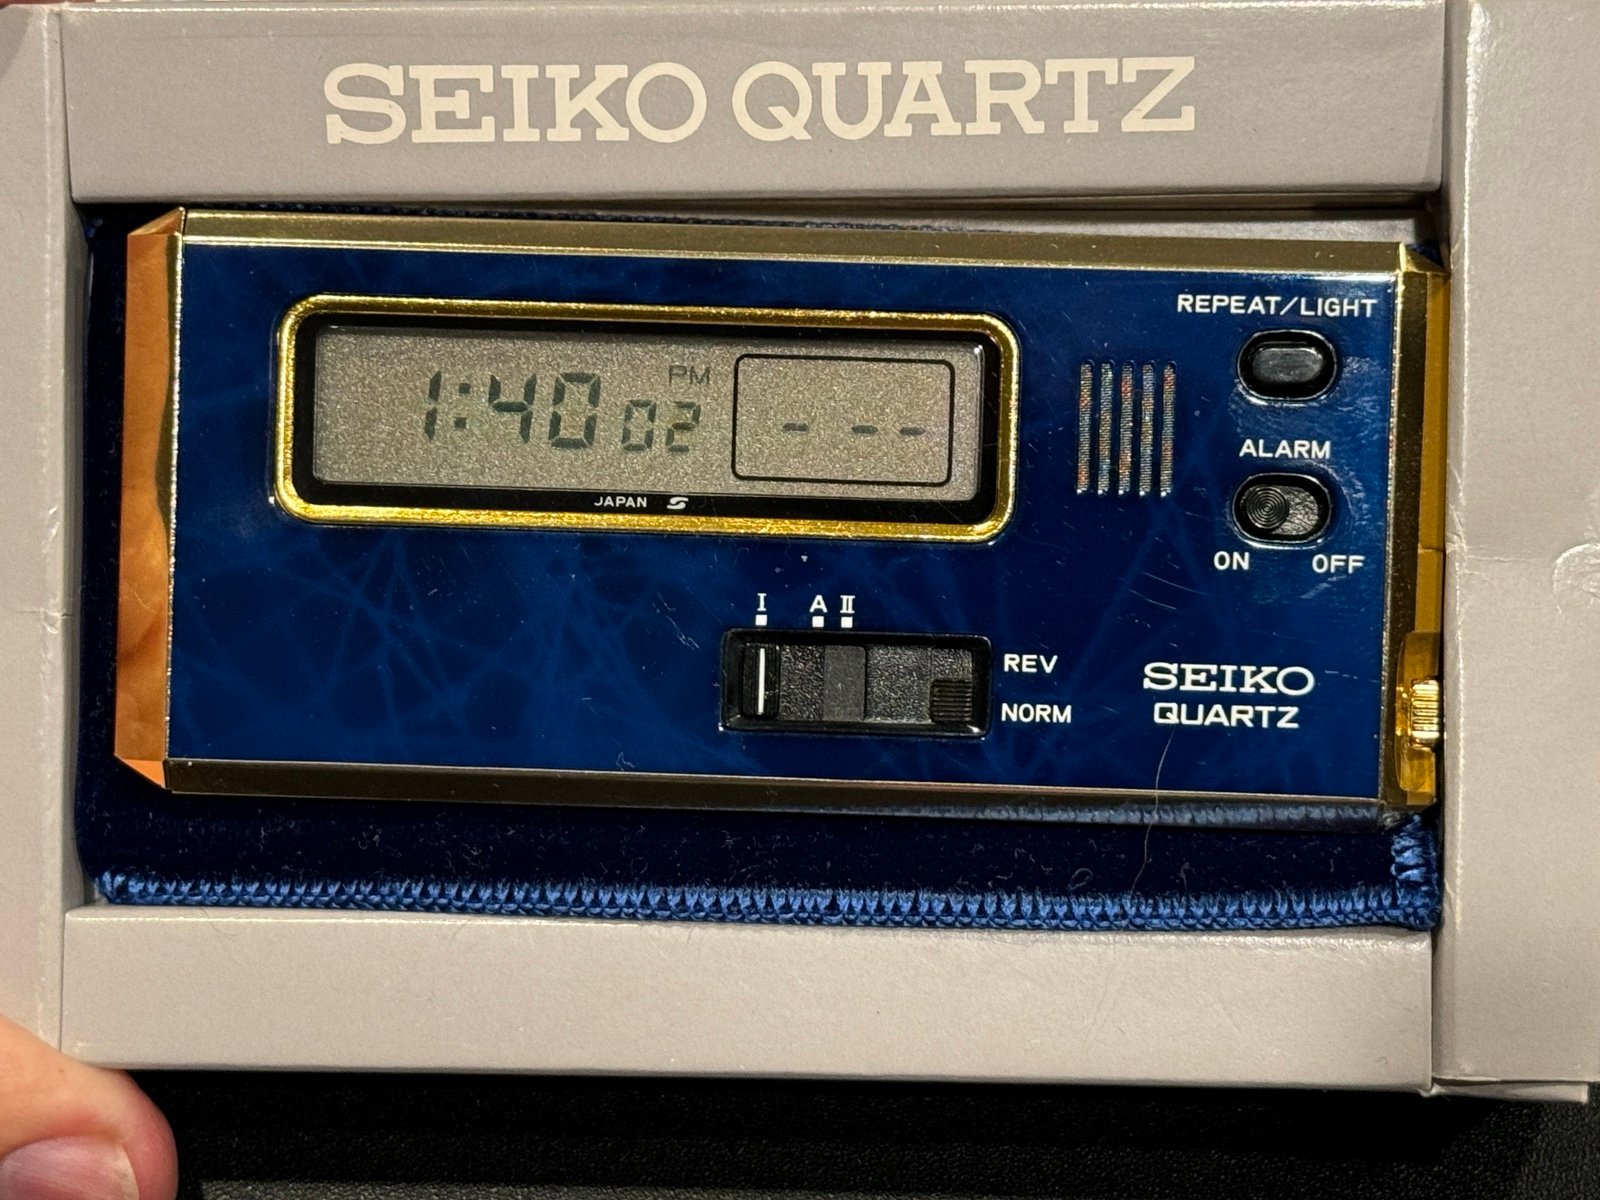 SEIKO QUARTZ
REPEAT/LIGHT
PM
1:40 02
- --
JAPAN
ALARM
ON OFF
I A II
REV
NORM
SEIKO
QUARTZ